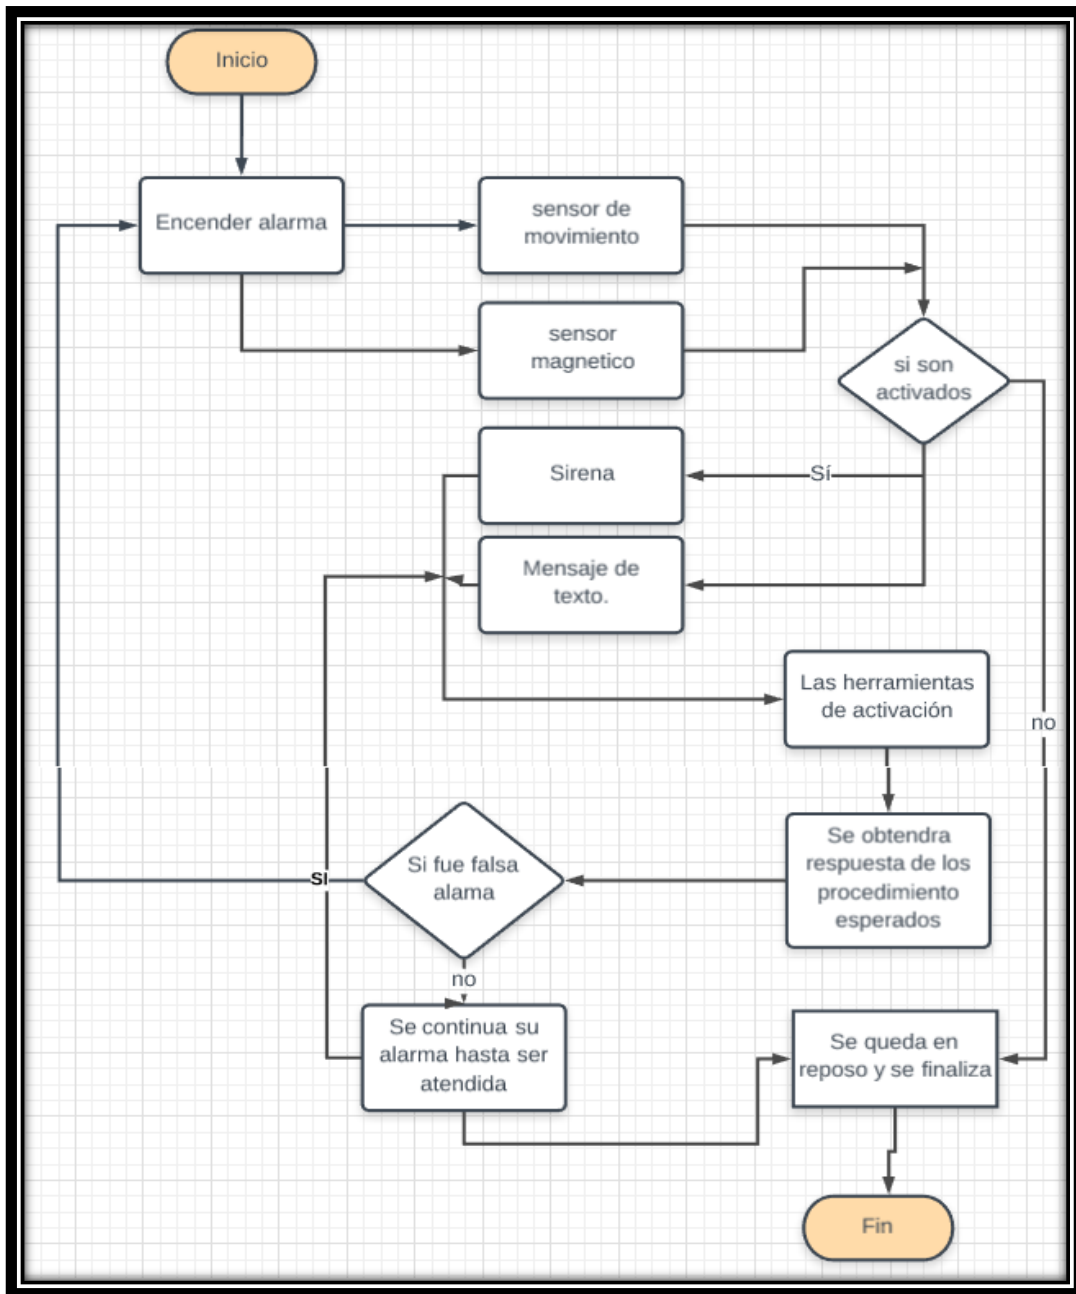 Inicio
Encender alarma
sensor de
movimiento
sensor
magnetico
si son
activados
Sirena
Sí
Mensaje de
texto.
Las herramientas
de activación
no
Se obtendra
respuesta de los
procedimiento
esperados
Si fue falsa
alama
SI
no
Se continua su
alarma hasta ser
atendida
Se queda en
reposo y se finaliza
Fin